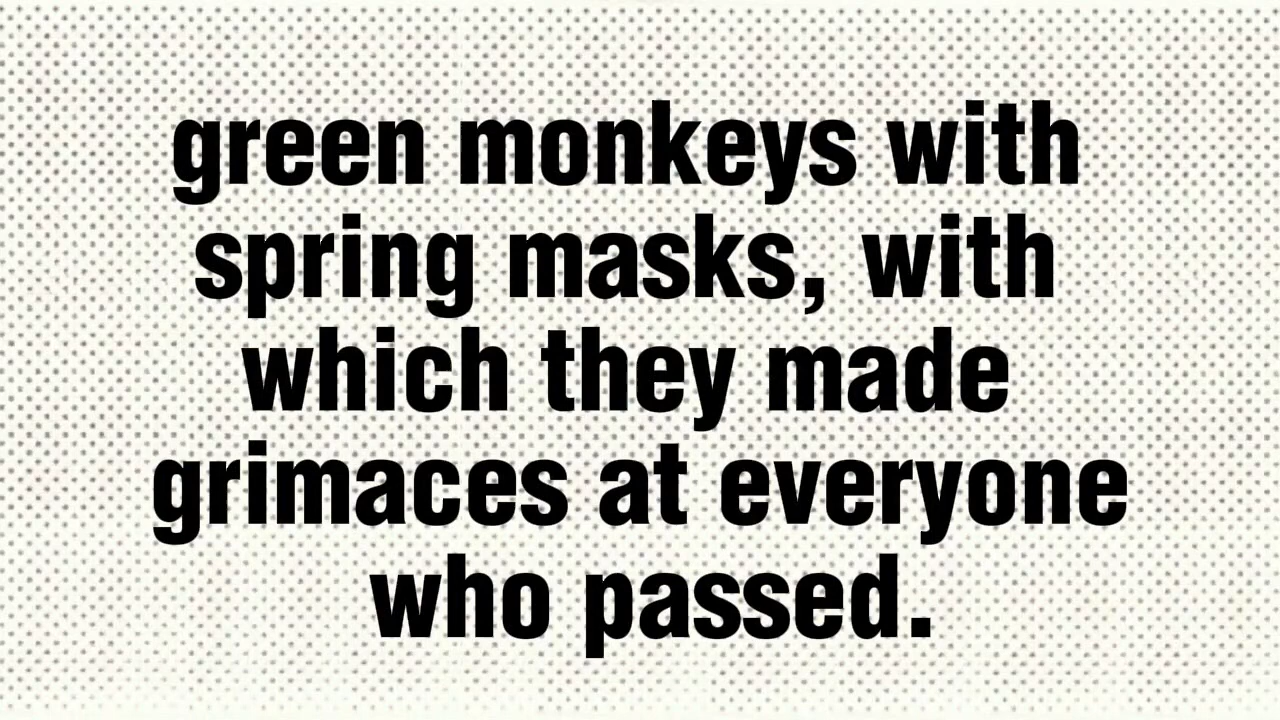 green monkeys with
spring masks, with
which they made
grimaces at everyone
who passed.